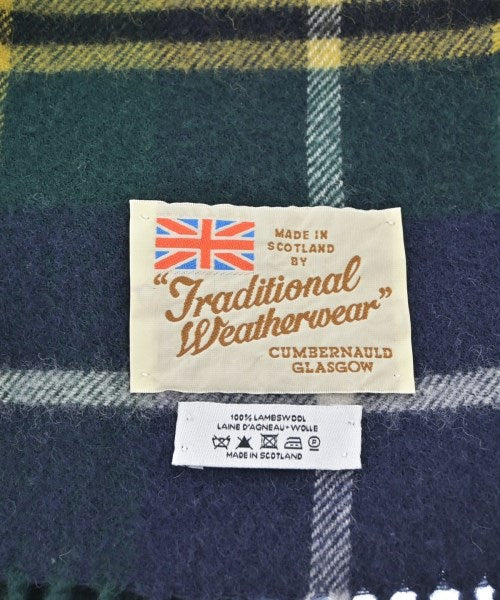 MADE IN
SCOTLAND
BY
"Traditional
Weatherwear"
CUMBERNAULD
GLASGOW
100% LAMBSWOOL
LAINE D'AGNEAU • WOLLE
MADE IN SCOTLAND